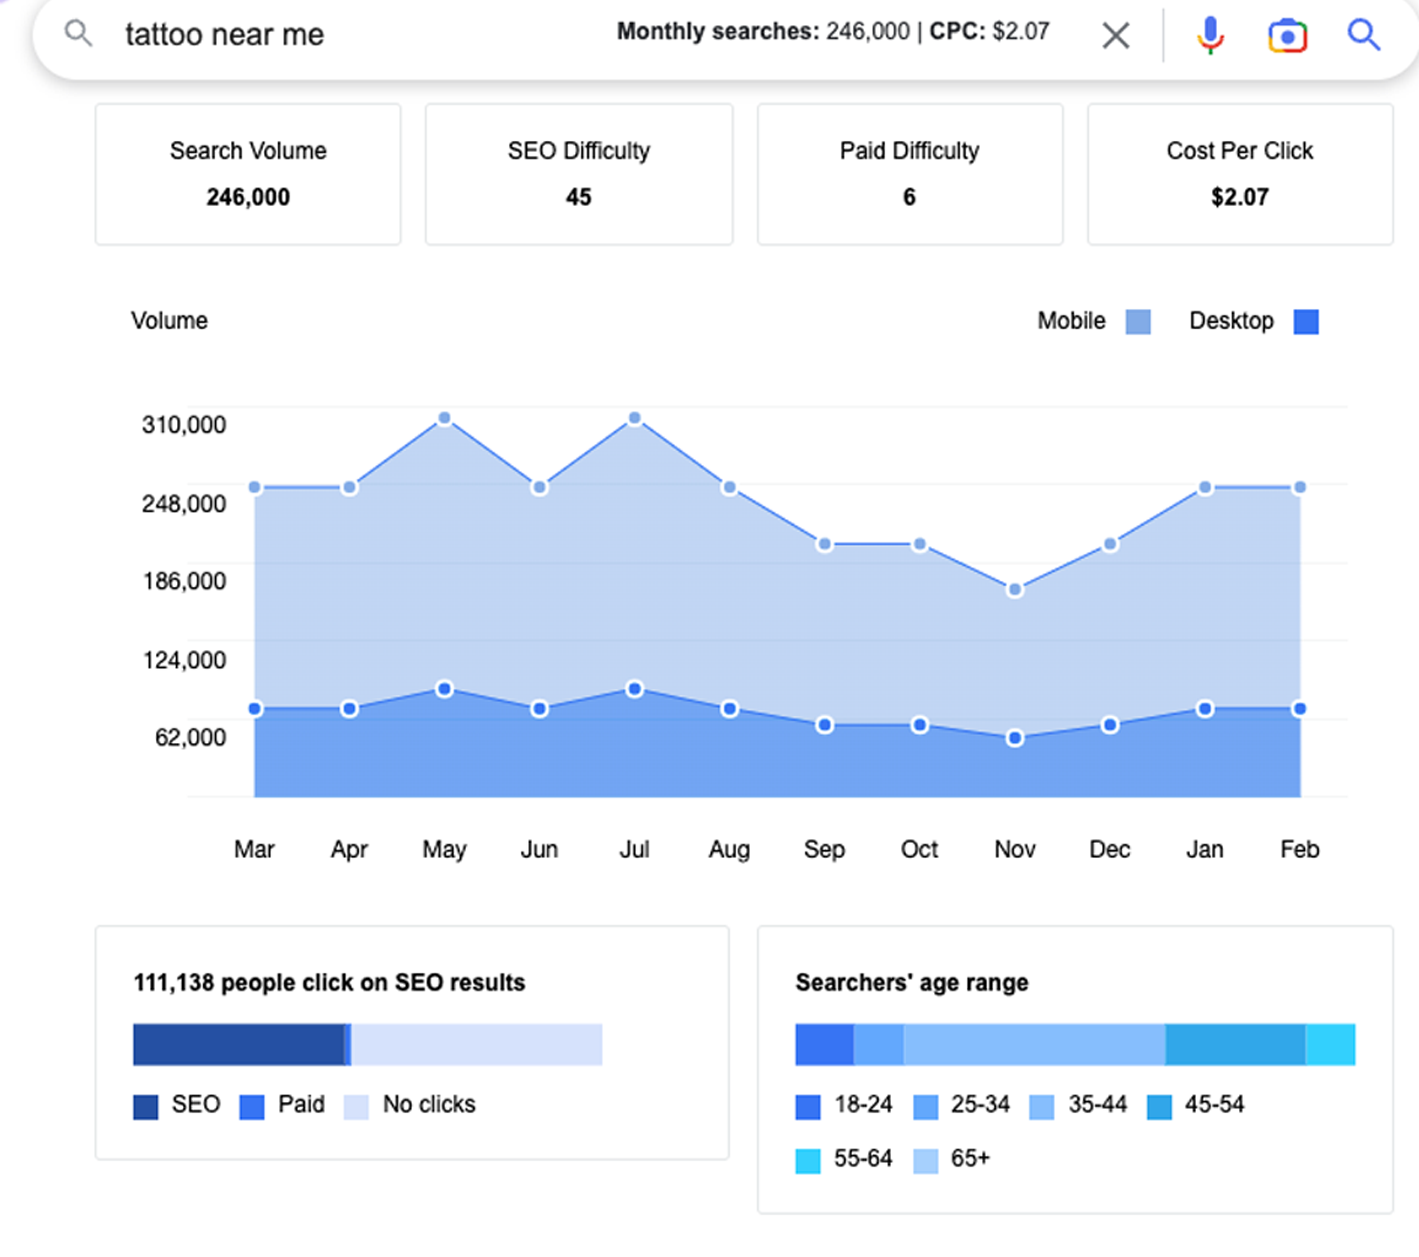 tattoo near me Monthly searches: 246,000 | CPC: $2.07
Search Volume SEO Difficulty Paid Difficulty Cost Per Click
246,000 45 6 $2.07
Volume Mobile Desktop
310,000
248,000
186,000
124,000
62,000
Mar Apr May Jun Jul Aug Sep Oct Nov Dec Jan Feb
111,138 people click on SEO results
SEO Paid No clicks
Searchers' age range
18-24 25-34 35-44 45-54
55-64 65+